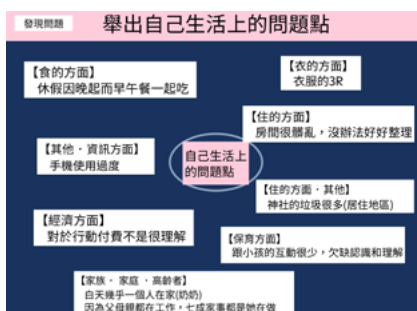 發現問題
舉出自己生活上的問題點
【食的方面】
休假因晚起而早午餐一起吃
【衣的方面】
衣服的3R
【住的方面】
房間很髒亂，沒辦法好好整理
【其他・資訊方面】
手機使用過度
自己生活上
的問題點
【住的方面・其他】
神社的垃圾很多(居住地區)
【經濟方面】
對於行動付費不是很理解
【保育方面】
跟小孩的互動很少，欠缺認識和理解
【家族・家庭・高齡者】
白天幾乎一個人在家(奶奶)
因為父母親都在工作，七成家事都是她在做